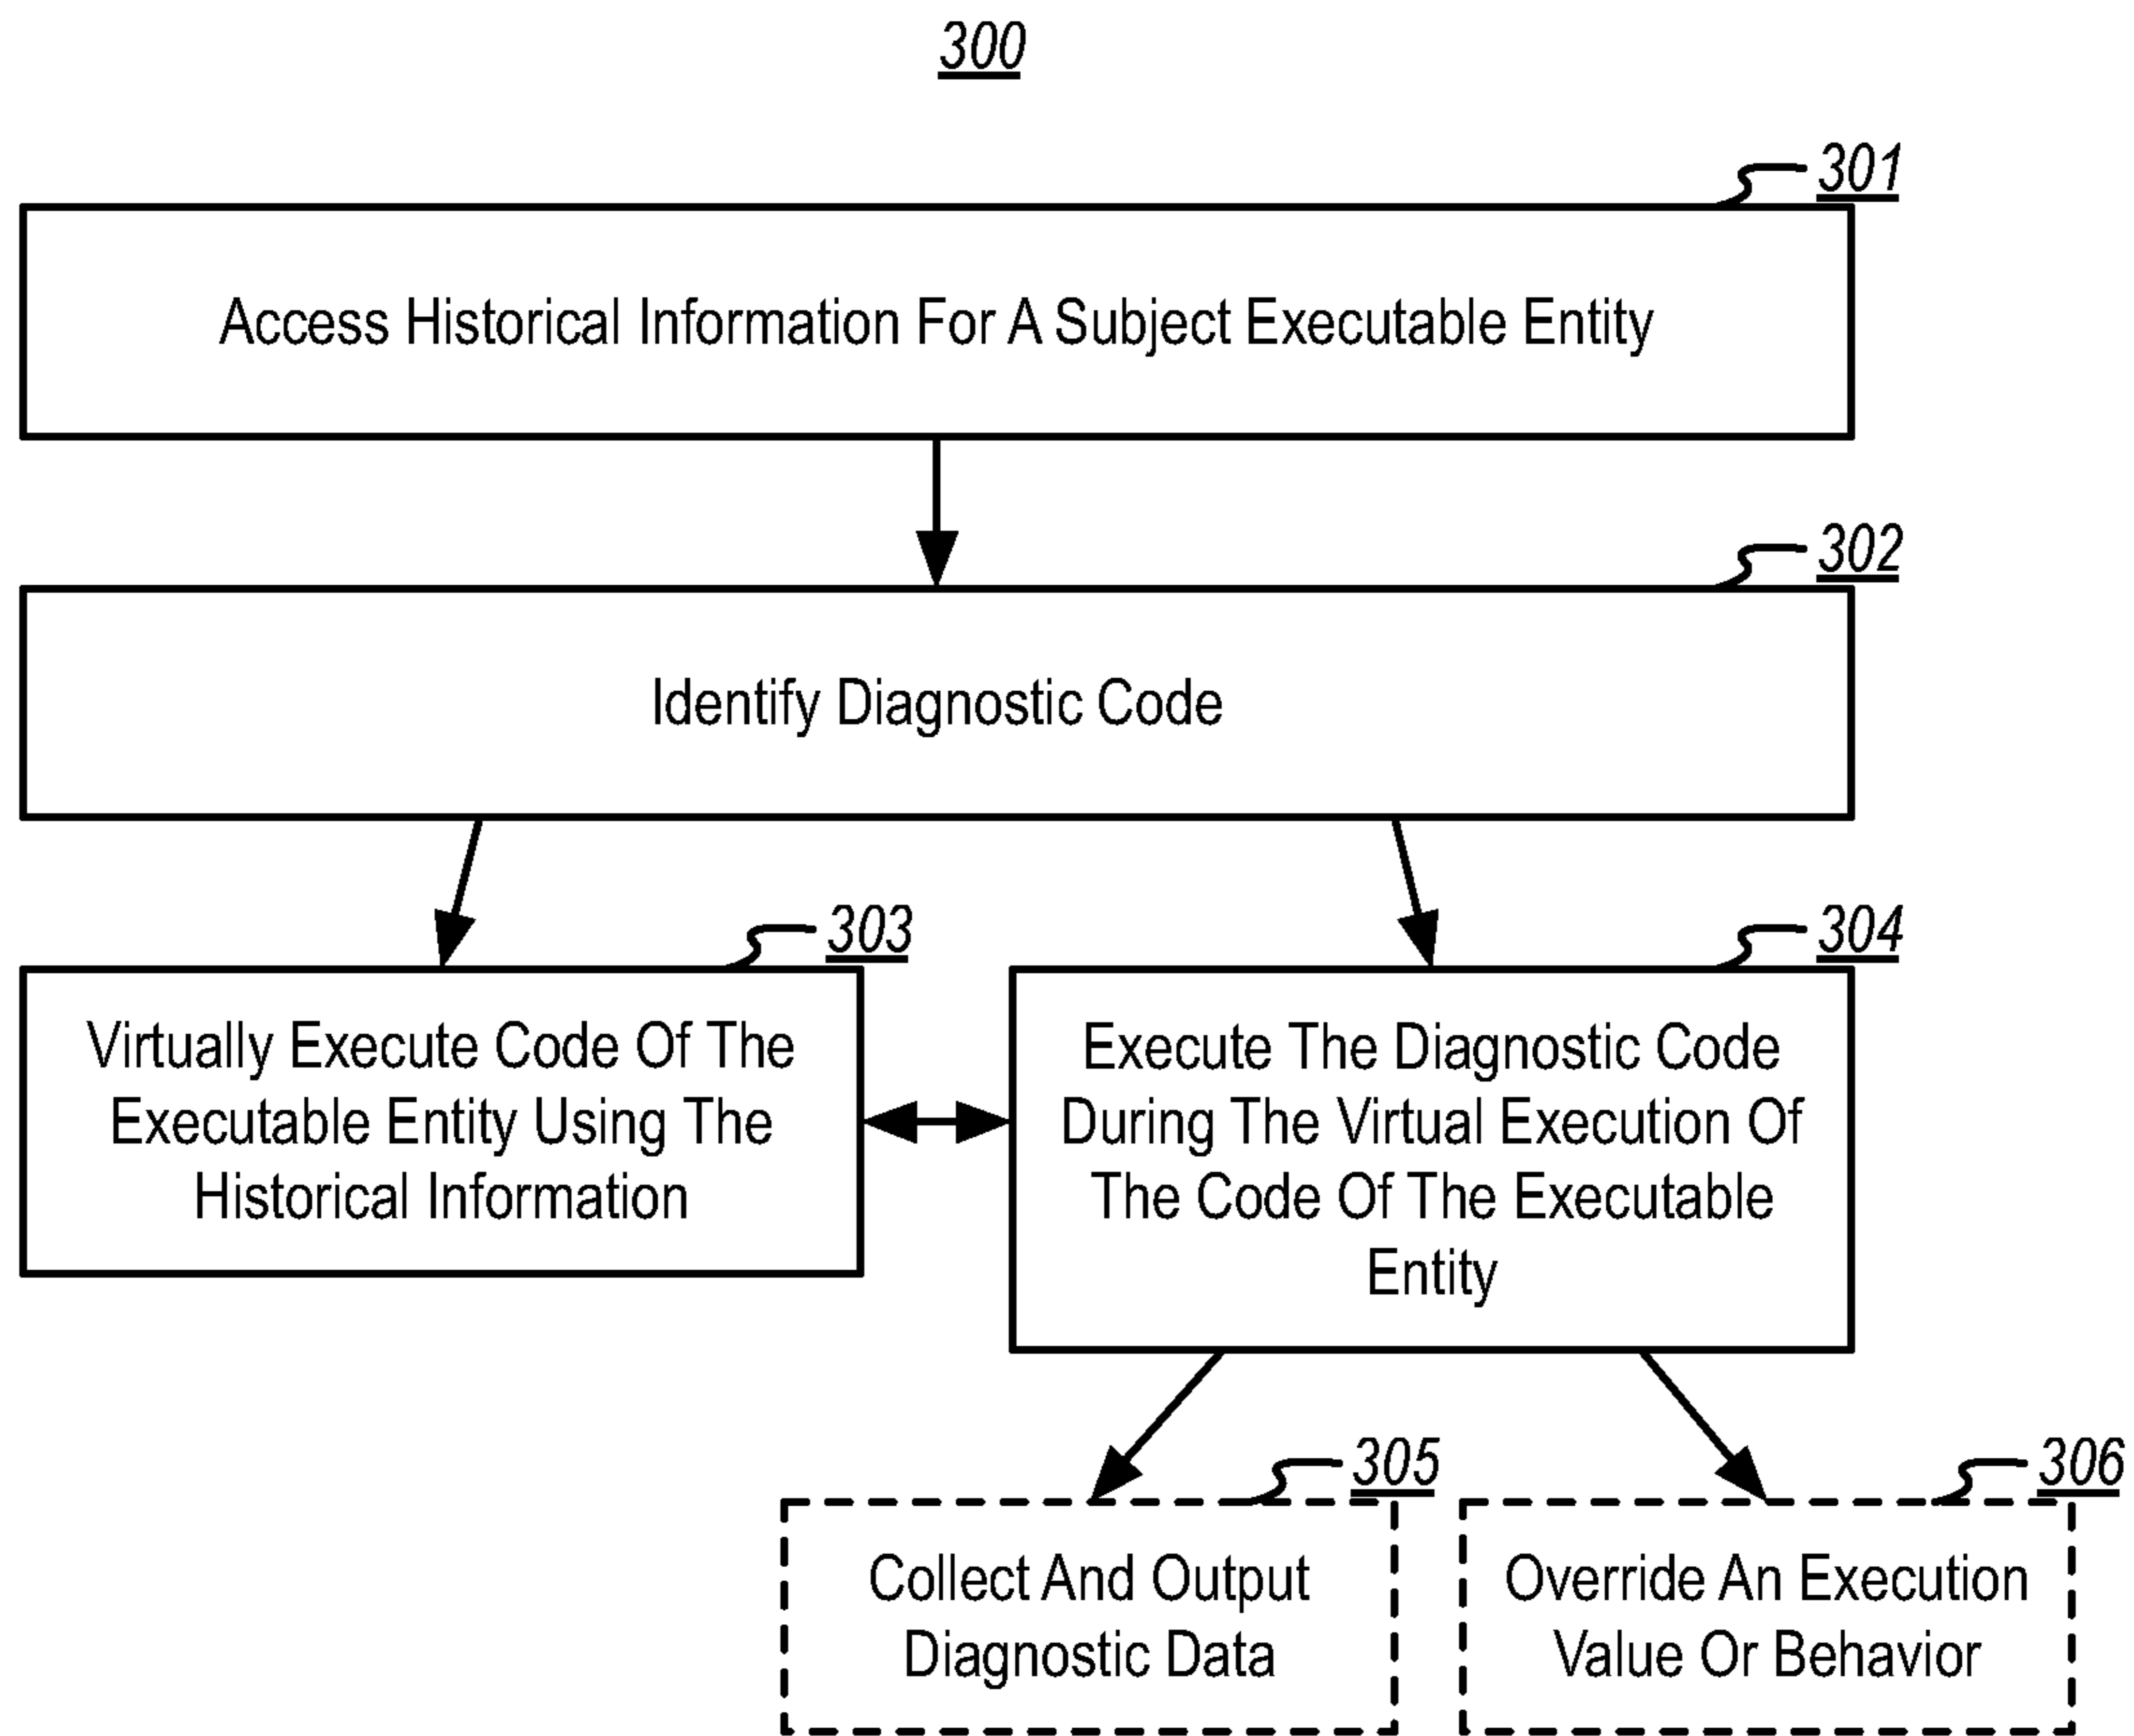 300
301
Access Historical Information For A Subject Executable Entity
302
Identify Diagnostic Code
303
Virtually Execute Code Of The
Executable Entity Using The
Historical Information
304
Execute The Diagnostic Code
During The Virtual Execution Of
The Code Of The Executable
Entity
305
Collect And Output
Diagnostic Data
306
Override An Execution
Value Or Behavior